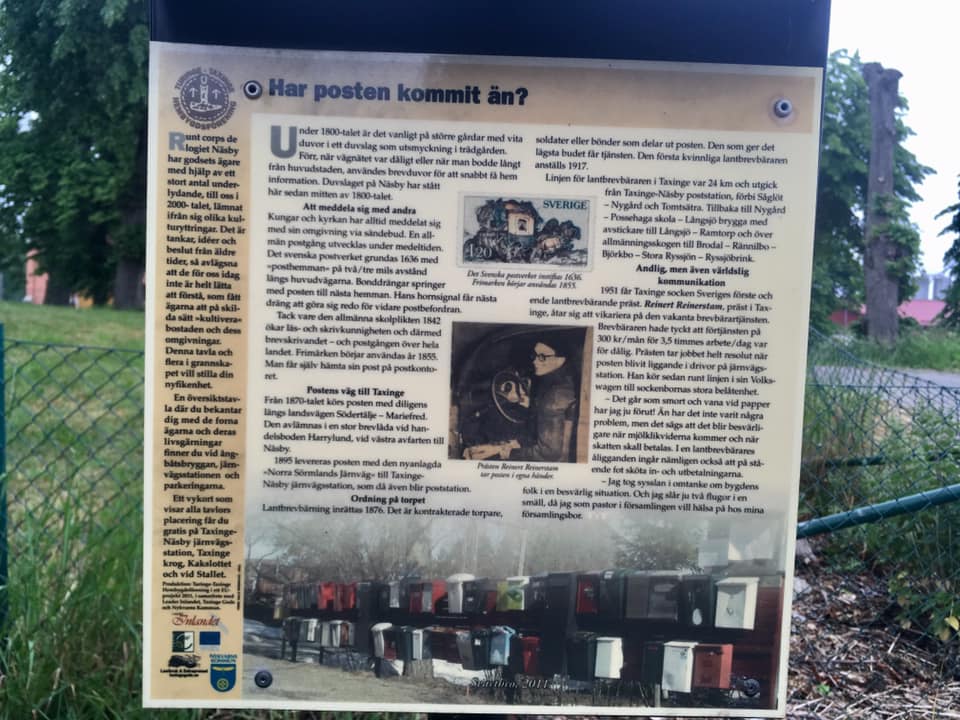 TURINGE - TAXINGE
HEMBYGDSFÖRENING
Har posten kommit än?
Runt corps de
logiet Näsby
har godsets ägare
med hjälp av ett
stort antal under-
lydande, till oss i
2000- talet, lämnat
ifrån sig olika kul-
turyttringar. Det är
tankar, idéer och
beslut från äldre
tider, så avlägsna
att de för oss idag
inte är helt lätta
att förstå, som fått
ägarna att på skil-
da sätt »kultivera»
bostaden och dess
omgivningar.
Denna tavla och
flera i grannska-
pet vill stilla din
nyfikenhet.
En översiktstav-
la där du bekantar
dig med de forna
ägarna och deras
livsgärningar
finner du vid ång-
båtsbryggan, järn-
vägsstationen och
parkeringarna.
Ett vykort som
visar alla tavlors
placering får du
gratis på Taxinge-
Näsby järnvägs-
station, Taxinge
krog, Kakslottet
och vid Stallet.
Produktion: Turinge-Taxinge
Hembygdsförening i ett EU-
projekt 2011, i samarbete med
Leader Inlandet, Taxinge Gods
och Nykvarns Kommun.
Inlandet
NYKVARNS
KOMMUN
Under 1800-talet är det vanligt på större gårdar med vita
duvor i ett duvslag som utsmyckning i trädgården.
Förr, när vägnätet var dåligt eller när man bodde långt
från huvudstaden, användes brevduvor för att snabbt få hem
information. Duvslaget på Näsby har stått
här sedan mitten av 1800-talet.
Att meddela sig med andra
Kungar och kyrkan har alltid meddelat sig
med sin omgivning via sändebud. En all-
män postgång utvecklas under medeltiden.
Det svenska postverket grundas 1636 med
»posthemman» på två/tre mils avstånd
längs huvudvägarna. Bonddrängar springer
med posten till nästa hemman. Hans hornsignal får nästa
dräng att göra sig redo för vidare postbefordran.
Tack vare den allmänna skolplikten 1842
ökar läs- och skrivkunnigheten och därmed
brevskrivandet – och postgången över hela
landet. Frimärken börjar användas år 1855.
Man får själv hämta sin post på postkonto-
ret.
Postens väg till Taxinge
Från 1870-talet körs posten med diligens
längs landsvägen Södertälje – Mariefred.
Den avlämnas i en stor brevlåda vid han-
delsboden Harrylund, vid västra avfarten till
Näsby.
1895 levereras posten med den nyanlagda
»Norra Sörmlands Järnväg» till Taxinge-
Näsby järnvägsstation, som då även blir poststation.
Ordning på torpet
Lantbrevbärning inrättas 1876. Det är kontrakterade torpare,
soldater eller bönder som delar ut posten. Den som ger det
lägsta budet får tjänsten. Den första kvinnliga lantbrevbäraren
anställs 1917.
Linjen för lantbrevbäraren i Taxinge var 24 km och utgick
från Taxinge-Näsby poststation, förbi Säglöt
– Nygård och Tomtsätra. Tillbaka till Nygård
– Possehaga skola – Långsjö brygga med
avstickare till Långsjö – Ramtorp och över
allmänningsskogen till Brodal – Rännilbo –
Björkbo – Stora Ryssjön – Ryssjöbrink.
Andlig, men även världslig
kommunikation
1951 får Taxinge socken Sveriges förste och
ende lantbrevbärande präst. Reinert Reinerstam, präst i Tax-
inge, åtar sig att vikariera på den vakanta brevbärartjänsten.
Brevbäraren hade tyckt att förtjänsten på
300 kr/mån för 3,5 timmes arbete/dag var
för dålig. Prästen tar jobbet helt resolut när
posten blivit liggande i drivor på järnvägs-
station. Han kör sedan runt linjen i sin Volks-
wagen till sockenbornas stora belåtenhet.
– Det går som smort och vana vid papper
har jag ju förut! Än har det inte varit några
problem, men det sägs att det blir besvärli-
gare när mjölklikviderna kommer och när
skatten skall betalas. I en lantbrevbärares
åligganden ingår nämligen också att på stå-
ende fot sköta in- och utbetalningarna.
– Jag tog sysslan i omtanke om bygdens
folk i en besvärlig situation. Och jag slår ju två flugor i en
smäll, då jag som pastor i församlingen vill hälsa på hos mina
församlingsbor.
SVERIGE
120
Det Svenska postverket instiftas 1636.
Frimärken börjar användas 1855.
Prästen Reinert Reinerstam
tar posten i egna händer.